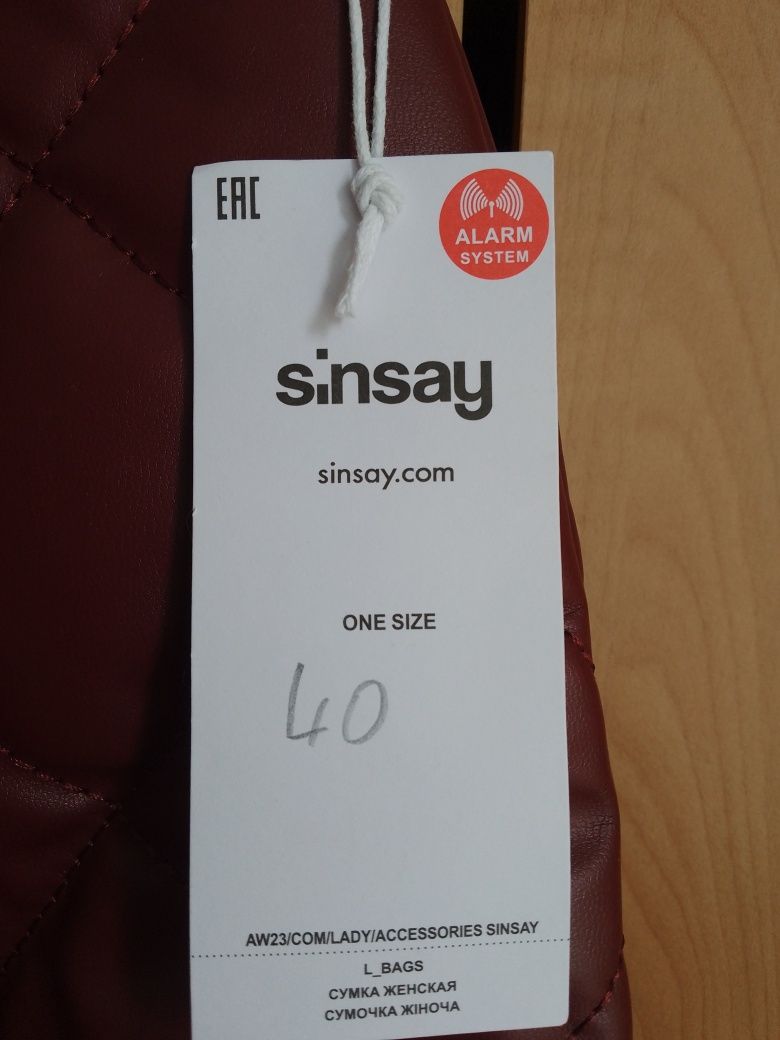 EAC
ALARM
SYSTEM
sinsay
sinsay.com
ONE SIZE
40
AW23/COM/LADY/ACCESSORIES SINSAY
L_BAGS
СУМКА ЖЕНСКАЯ
СУМОЧКА ЖІНОЧА